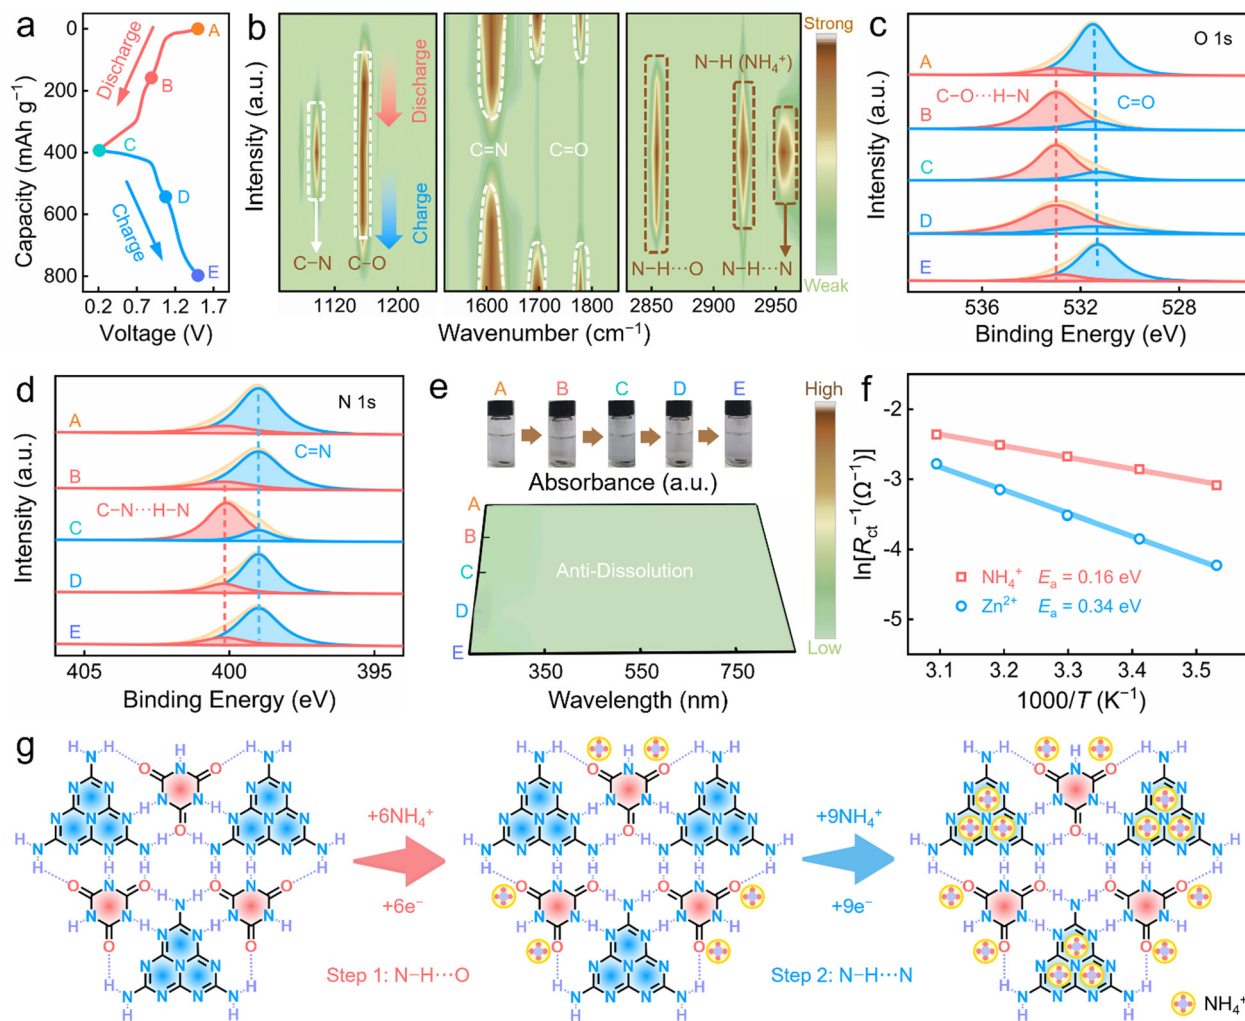 a
0
200
400
600
800
Capacity (mAh g⁻¹)
0.2
0.7
1.2
1.7
Voltage (V)
Discharge
Charge
A
B
C
D
E
b
Intensity (a.u.)
Discharge
Charge
C−N
C−O
C=N
C=O
N−H (NH₄⁺)
N−H⋯O
N−H⋯N
1120
1200
1600
1700
1800
2850
2900
2950
Wavenumber (cm⁻¹)
Strong
Weak
c
O 1s
A
B
C
D
E
C−O⋯H−N
C=O
Intensity (a.u.)
536
532
528
Binding Energy (eV)
d
N 1s
A
B
C
D
E
C=N
C−N⋯H−N
Intensity (a.u.)
405
400
395
Binding Energy (eV)
e
A
B
C
D
E
Absorbance (a.u.)
A
B
C
D
E
Anti-Dissolution
350
550
750
Wavelength (nm)
High
Low
f
-2
-3
-4
-5
ln[Rct⁻¹(Ω⁻¹)]
NH₄⁺ Ea = 0.16 eV
Zn²⁺ Ea = 0.34 eV
3.1
3.2
3.3
3.4
3.5
1000/T (K⁻¹)
g
+6NH₄⁺
+6e⁻
Step 1: N−H⋯O
+9NH₄⁺
+9e⁻
Step 2: N−H⋯N
NH₄⁺